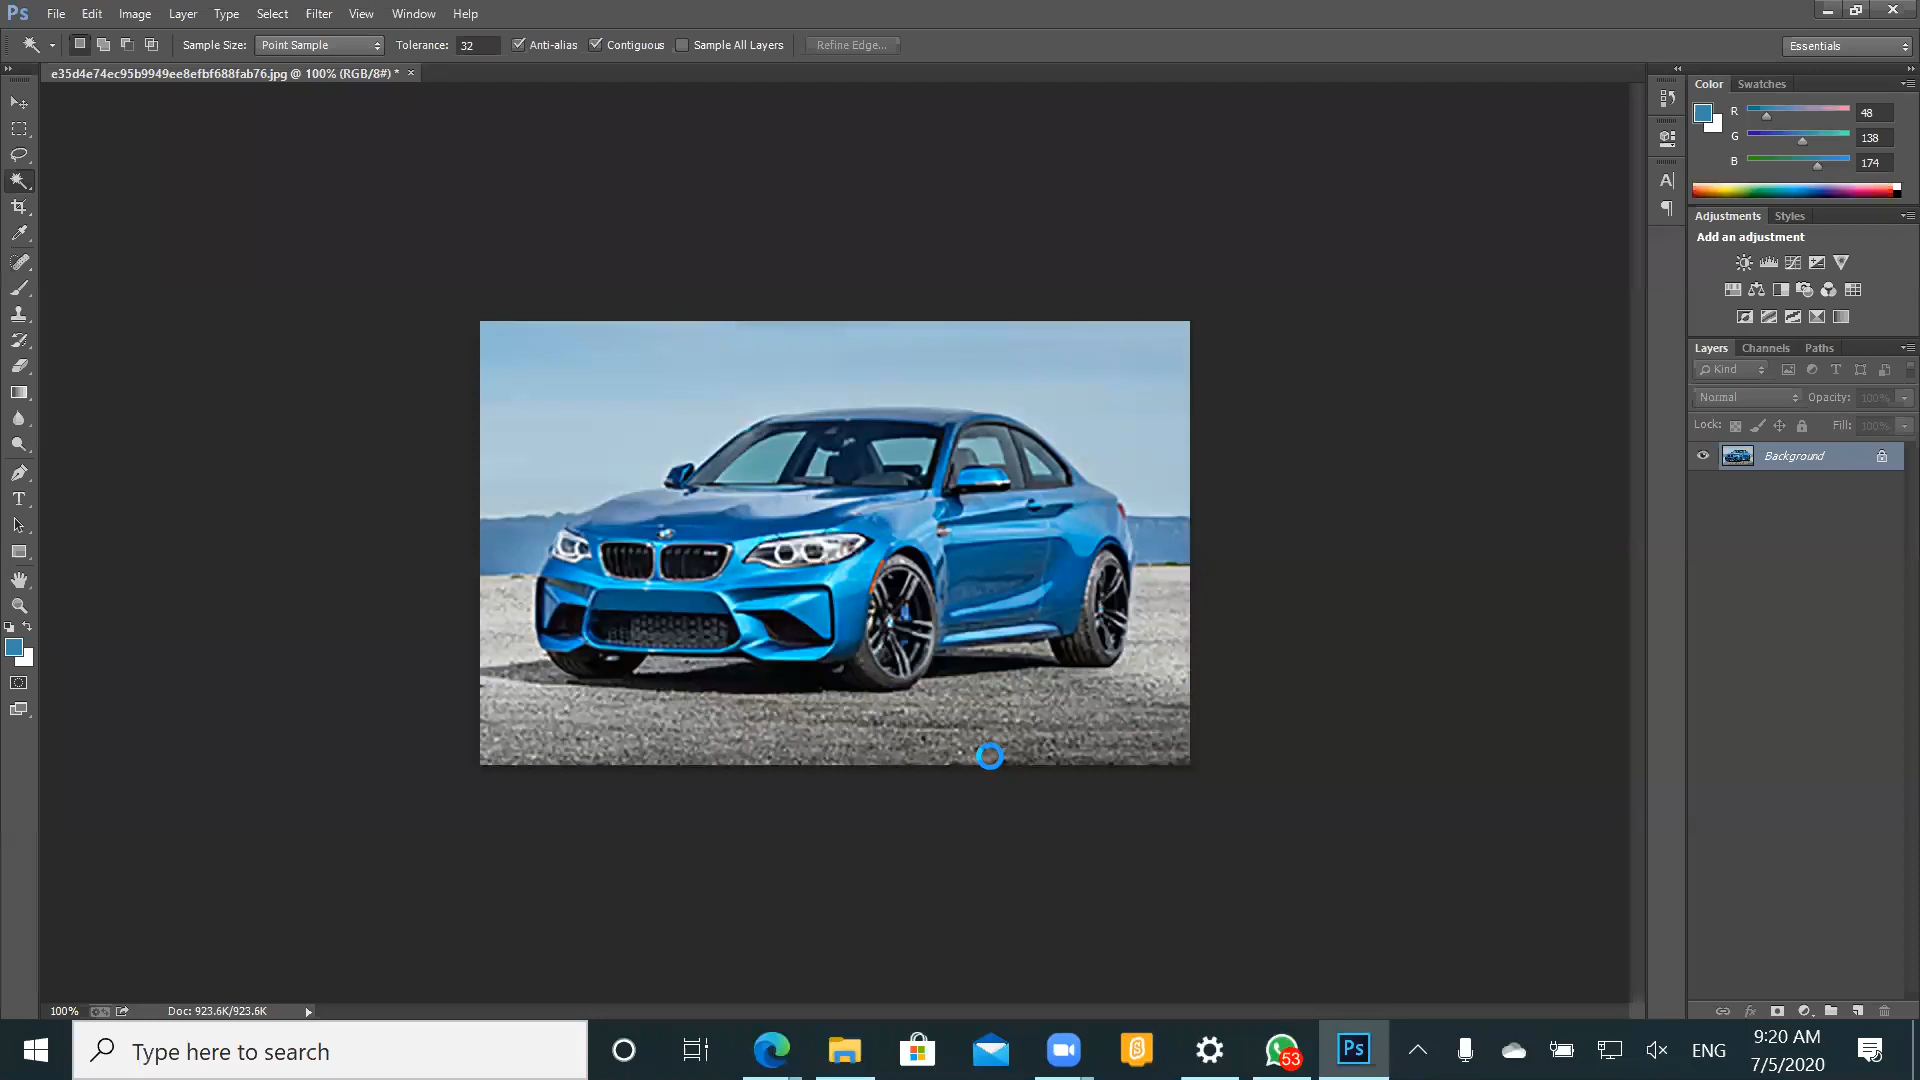 Ps File Edit Image Layer Type Select Filter View Window Help
Sample Size: Point Sample Tolerance: 32 Anti-alias Contiguous Sample All Layers Refine Edge... Essentials
e35d4e74ec95b9949ee8efbf688fab76.jpg @ 100% (RGB/8#) * ×
Color Swatches
R 48
G 138
B 174
Adjustments Styles
Add an adjustment
Layers Channels Paths
Kind
Normal Opacity: 100%
Lock: Fill: 100%
Background
100% Doc: 923.6K/923.6K
Type here to search
53
Ps
ENG
9:20 AM
7/5/2020